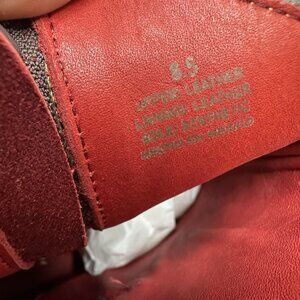 8.5
UPPER LEATHER
LINING LEATHER
SOLE SYNTHETIC